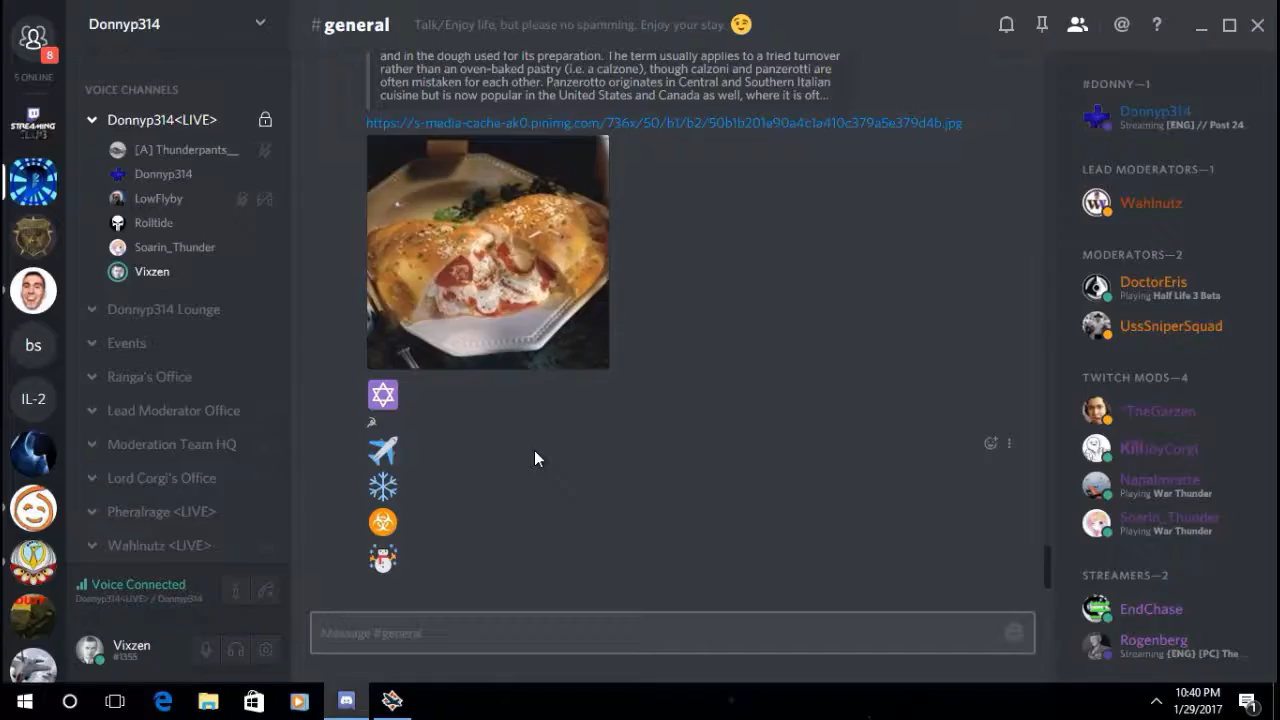 Donnyp314
#general
Talk/Enjoy life, but please no spamming. Enjoy your stay.
8
5 ONLINE
VOICE CHANNELS
Donnyp314<LIVE>
[A] Thunderpants__
Donnyp314
LowFlyby
Rolltide
Soarin_Thunder
Vixzen
Donnyp314 Lounge
Events
Ranga's Office
Lead Moderator Office
Moderation Team HQ
Lord Corgi's Office
Pheralrage <LIVE>
Wahlnutz <LIVE>
Voice Connected
Donnyp314<LIVE> / Donnyp314
Vixzen
#1355
STREAMING
bs
IL-2
and in the dough used for its preparation. The term usually applies to a fried turnover
rather than an oven-baked pastry (i.e. a calzone), though calzoni and panzerotti are
often mistaken for each other. Panzerotto originates in Central and Southern Italian
cuisine but is now popular in the United States and Canada as well, where it is oft...
https://s-media-cache-ak0.pinimg.com/736x/50/b1/b2/50b1b201e90a4c1a410c379a5e379d4b.jpg
Message #general
#DONNY—1
Donnyp314
Streaming [ENG] // Post 24
LEAD MODERATORS—1
Wahlnutz
MODERATORS—2
DoctorEris
Playing Half Life 3 Beta
UssSniperSquad
TWITCH MODS—4
*TheGarzen
KillJoyCorgi
Napalmratte
Playing War Thunder
Soarin_Thunder
Playing War Thunder
STREAMERS—2
EndChase
Rogenberg
Streaming {ENG} [PC] The ...
10:40 PM
1/29/2017
1